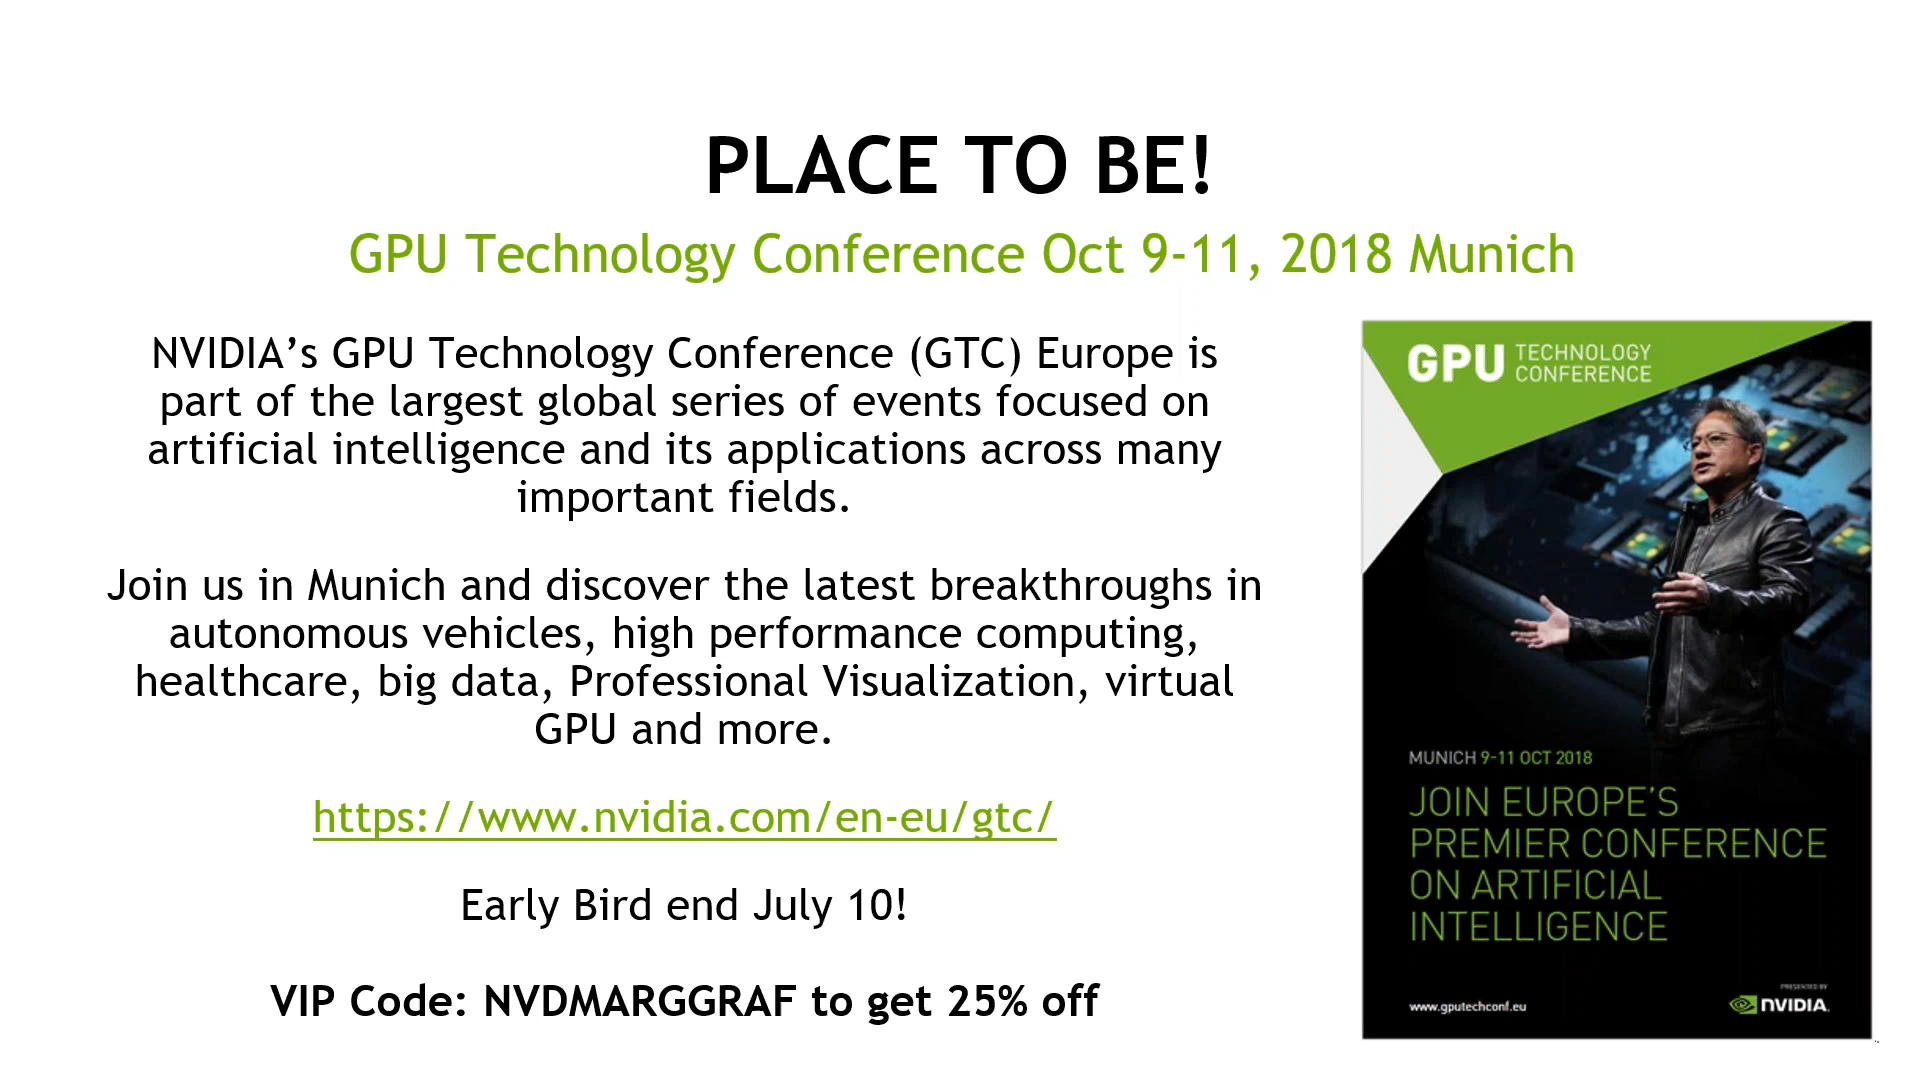 PLACE TO BE!
GPU Technology Conference Oct 9-11, 2018 Munich
NVIDIA’s GPU Technology Conference (GTC) Europe is
part of the largest global series of events focused on
artificial intelligence and its applications across many
important fields.
Join us in Munich and discover the latest breakthroughs in
autonomous vehicles, high performance computing,
healthcare, big data, Professional Visualization, virtual
GPU and more.
https://www.nvidia.com/en-eu/gtc/
Early Bird end July 10!
VIP Code: NVDMARGGRAF to get 25% off
GPU TECHNOLOGY
CONFERENCE
MUNICH 9-11 OCT 2018
JOIN EUROPE’S
PREMIER CONFERENCE
ON ARTIFICIAL
INTELLIGENCE
PRESENTED BY
www.gputechconf.eu
NVIDIA.